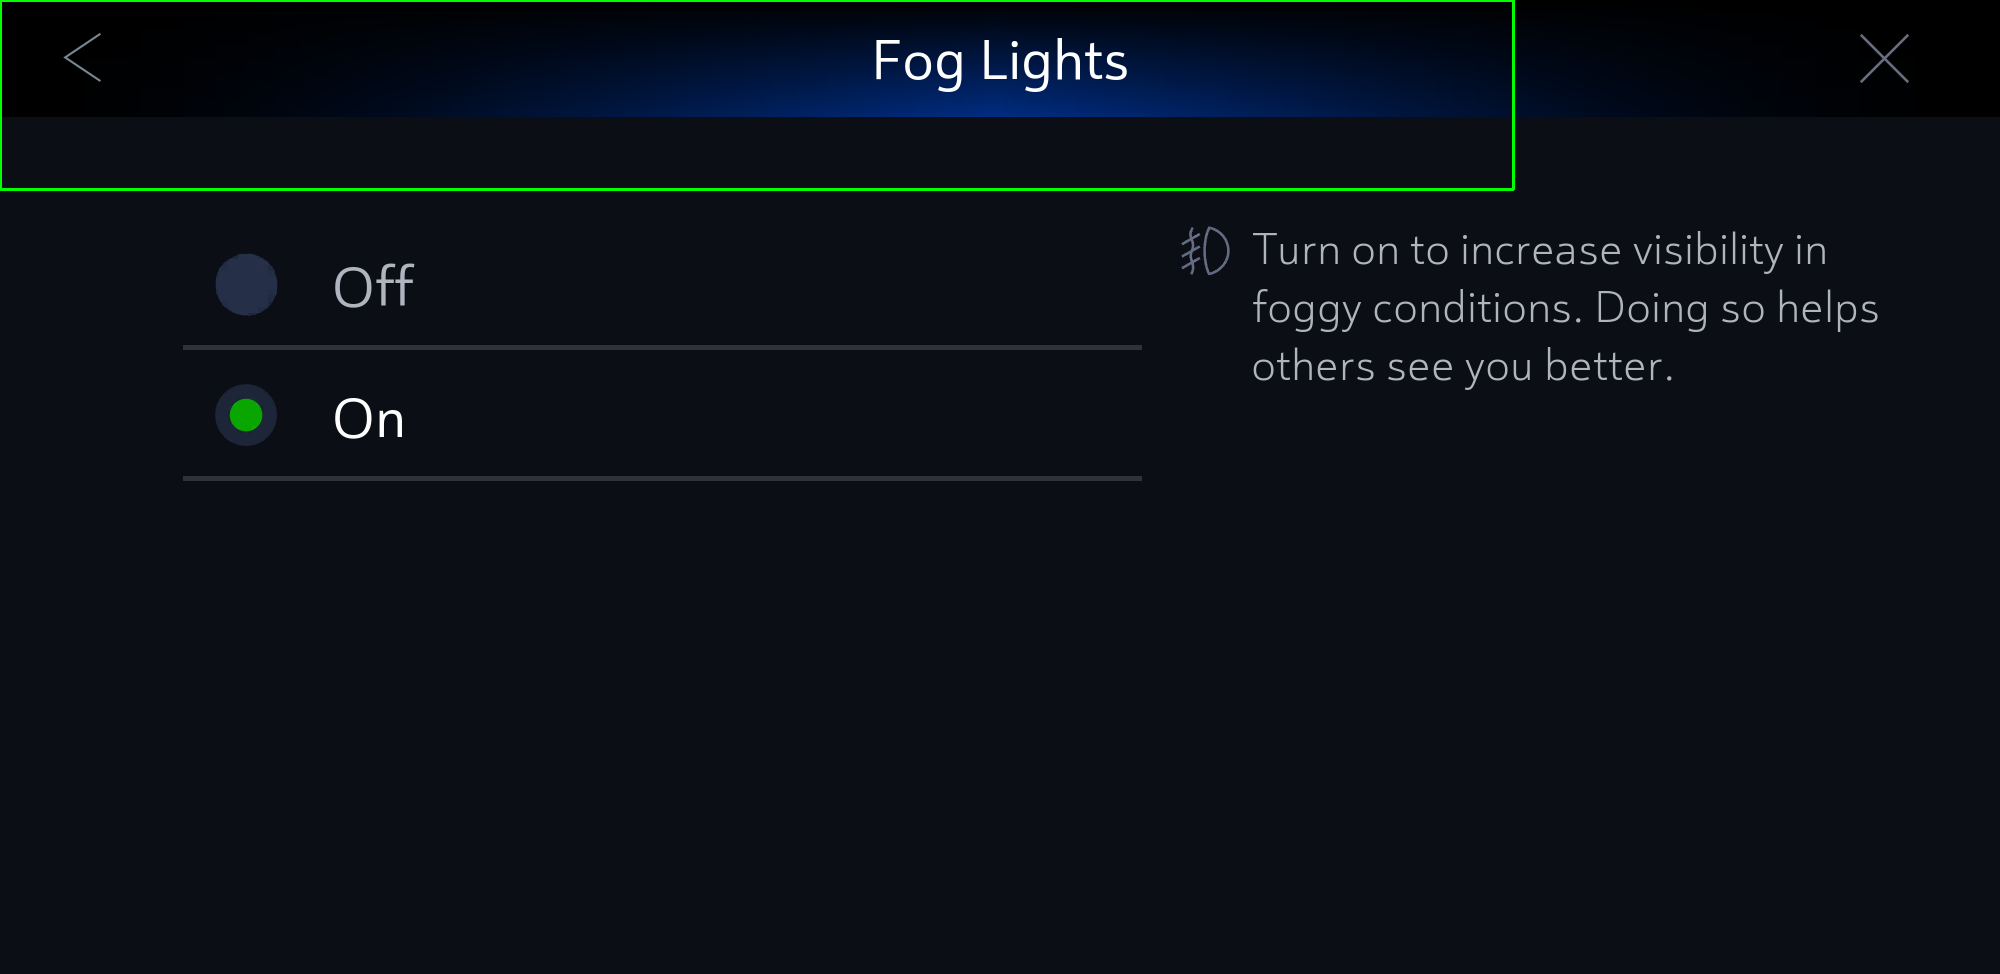 Fog Lights
Off
On
Turn on to increase visibility in
foggy conditions. Doing so helps
others see you better.